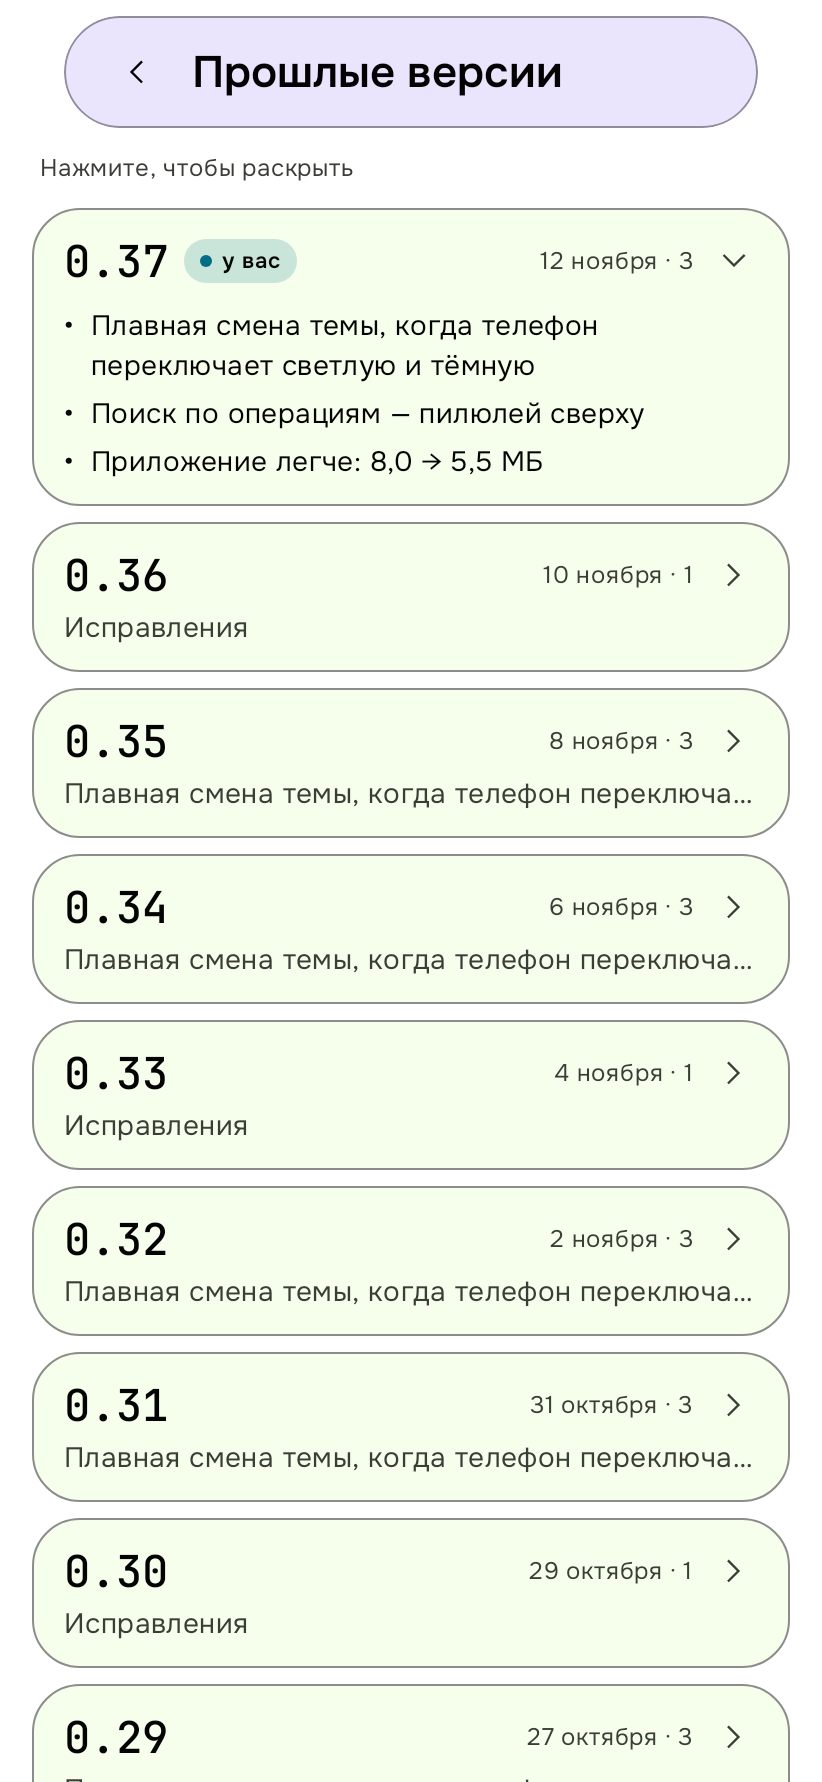 Прошлые версии
Нажмите, чтобы раскрыть
0.37 у вас 12 ноября · 3
• Плавная смена темы, когда телефон
переключает светлую и тёмную
• Поиск по операциям — пилюлей сверху
• Приложение легче: 8,0 → 5,5 МБ
0.36 10 ноября · 1
Исправления
0.35 8 ноября · 3
Плавная смена темы, когда телефон переключа...
0.34 6 ноября · 3
Плавная смена темы, когда телефон переключа...
0.33 4 ноября · 1
Исправления
0.32 2 ноября · 3
Плавная смена темы, когда телефон переключа...
0.31 31 октября · 3
Плавная смена темы, когда телефон переключа...
0.30 29 октября · 1
Исправления
0.29 27 октября · 3